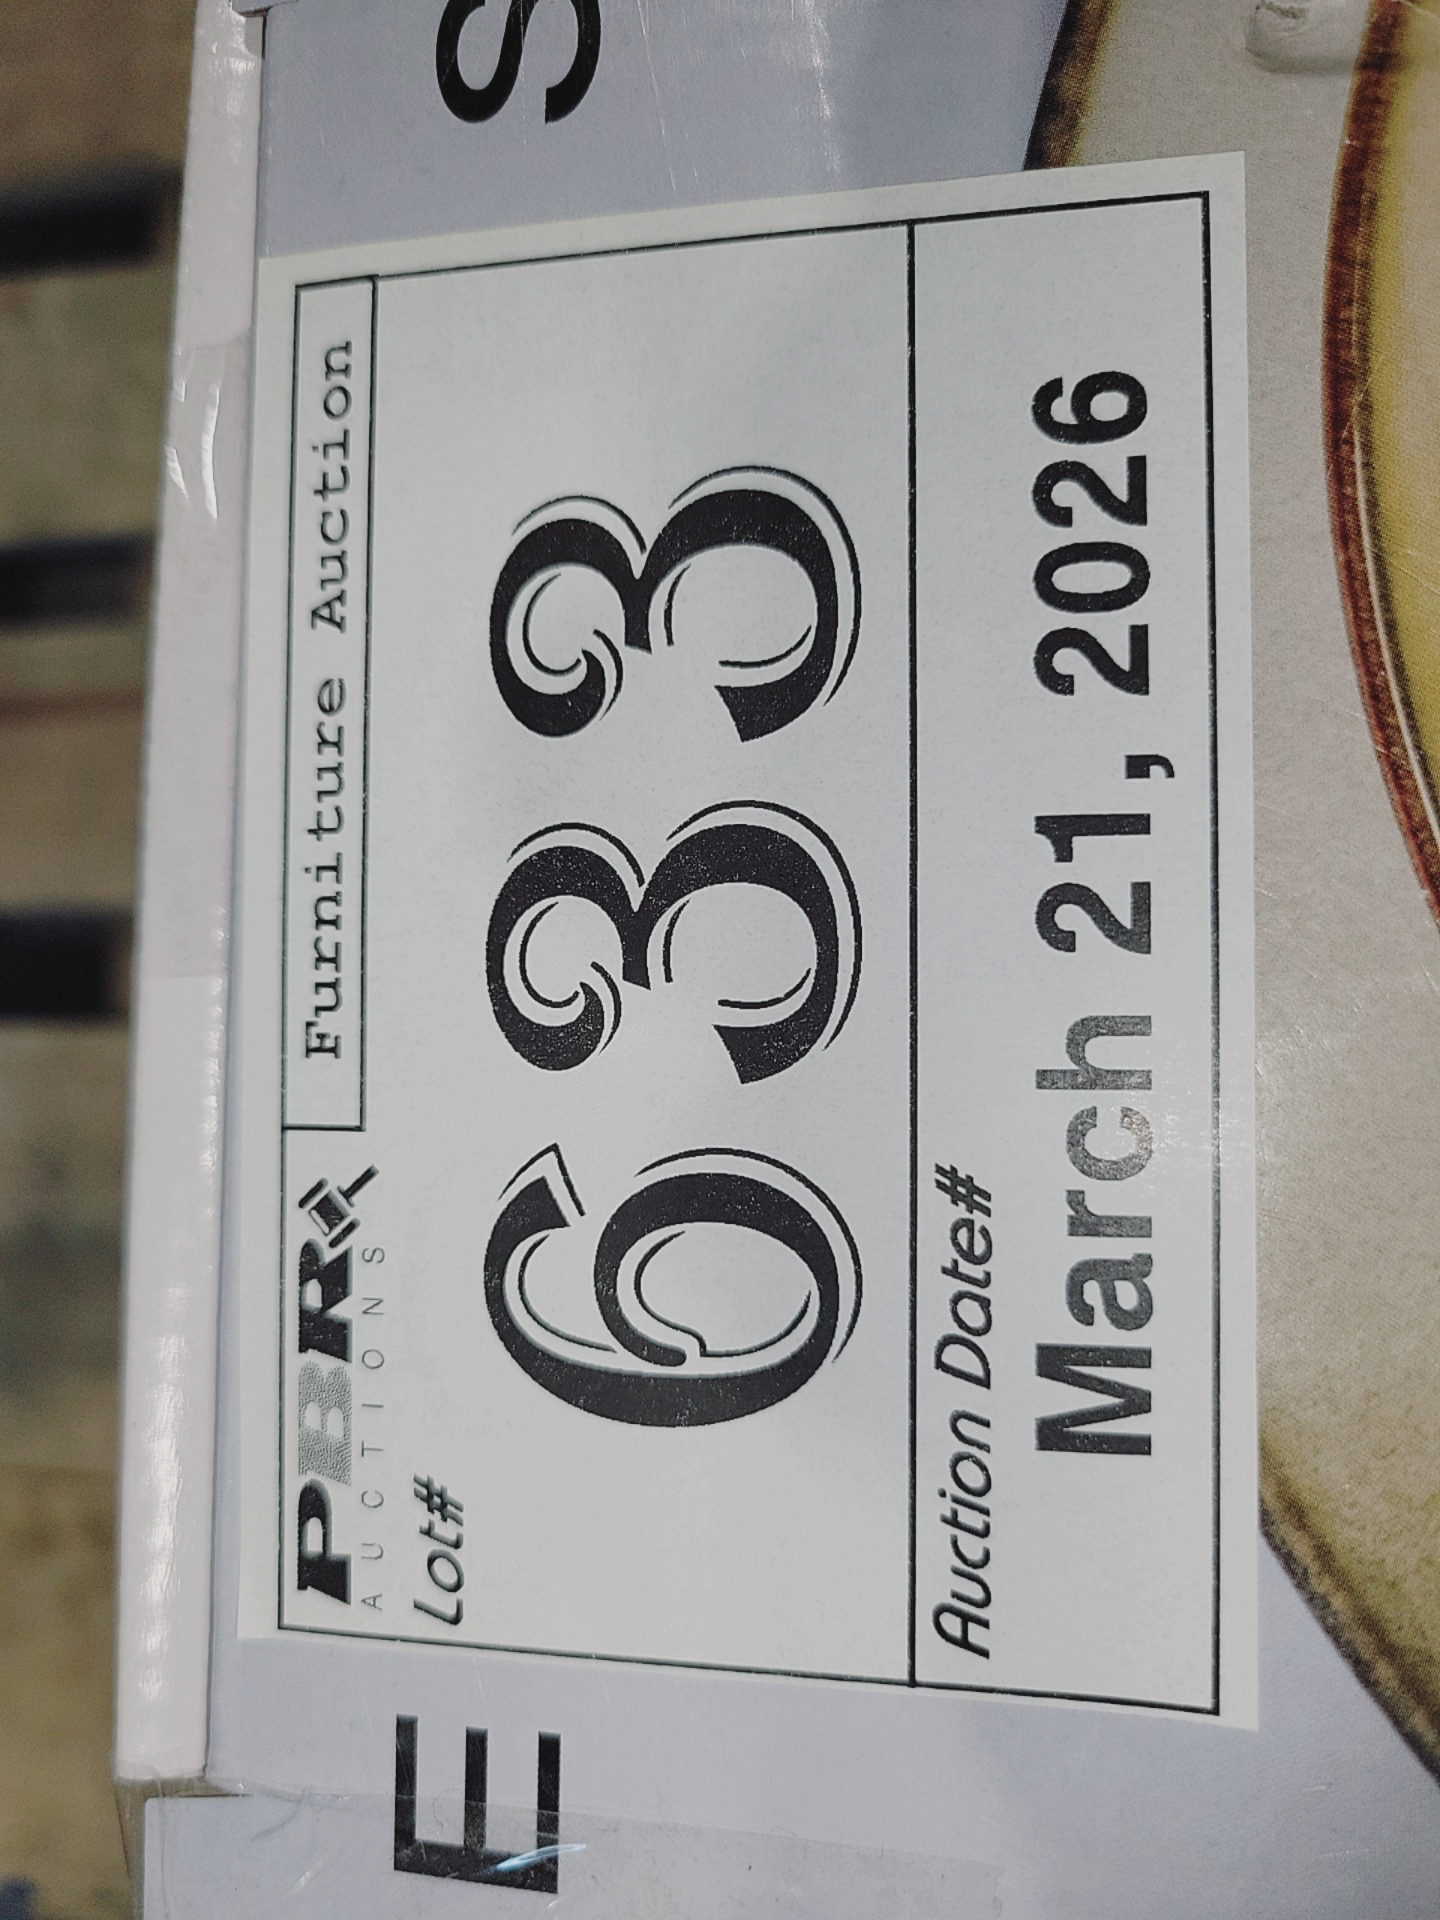 PBR
AUCTIONS
Furniture Auction
Lot#
633
Auction Date#
March 21, 2026
E
S